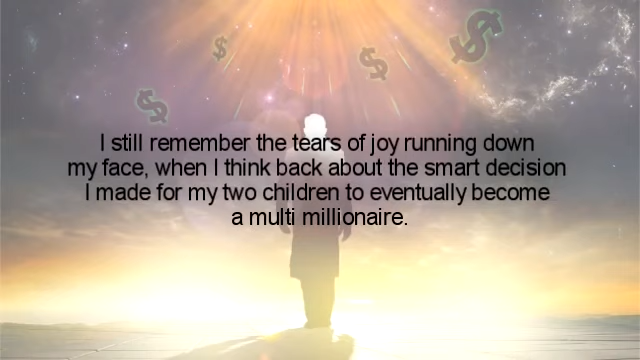 I still remember the tears of joy running down
my face, when I think back about the smart decision
I made for my two children to eventually become
a multi millionaire.